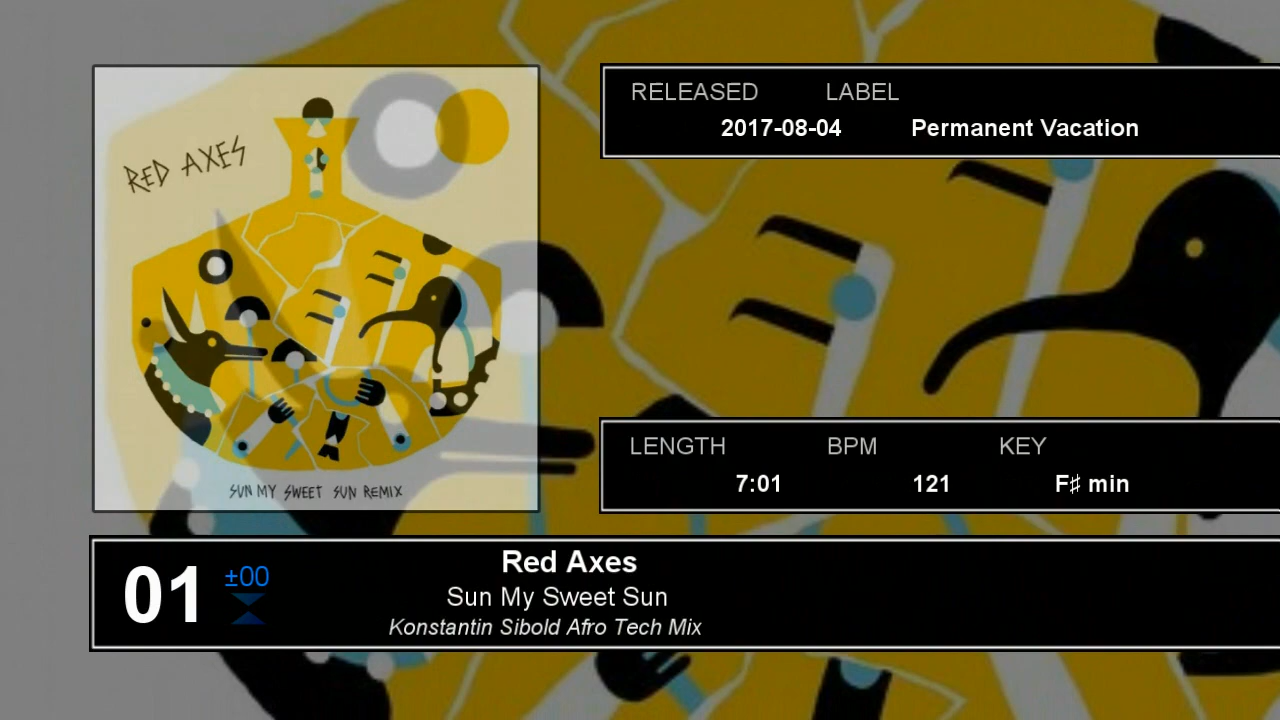 RED AXES
SUN MY SWEET SUN REMIX
RELEASED LABEL
2017-08-04 Permanent Vacation
LENGTH BPM KEY
7:01 121 F♯ min
01 ±00
Red Axes
Sun My Sweet Sun
Konstantin Sibold Afro Tech Mix